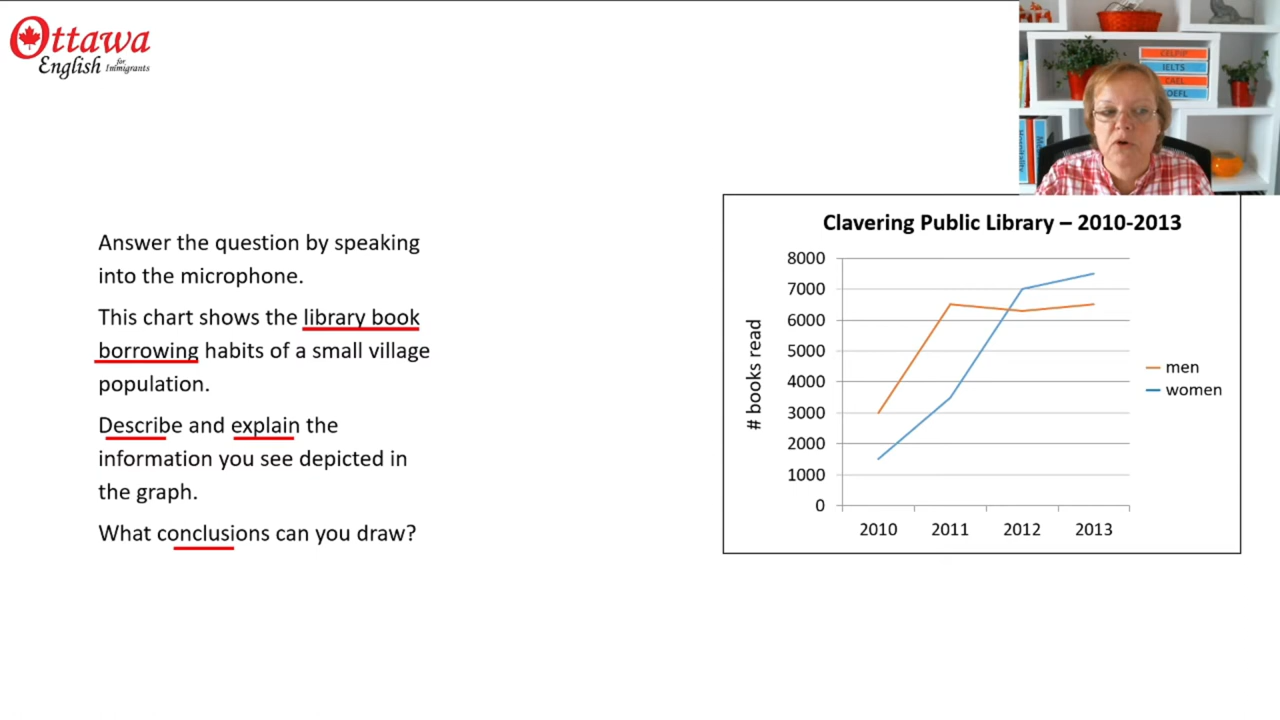 Ottawa
English for Immigrants
CELPIP
IELTS
CAEL
Answer the question by speaking
into the microphone.
This chart shows the library book
borrowing habits of a small village
population.
Describe and explain the
information you see depicted in
the graph.
What conclusions can you draw?
Clavering Public Library – 2010-2013
# books read
8000
7000
6000
5000
4000
3000
2000
1000
0
2010 2011 2012 2013
men
women